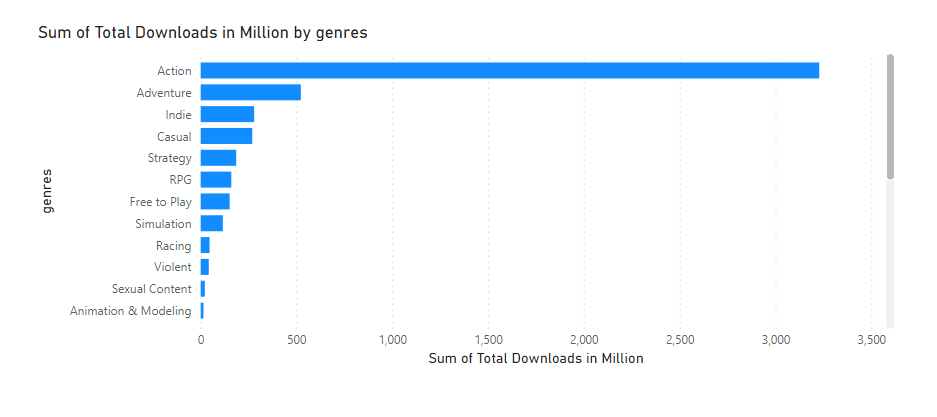 Sum of Total Downloads in Million by genres
genres
Action
Adventure
Indie
Casual
Strategy
RPG
Free to Play
Simulation
Racing
Violent
Sexual Content
Animation & Modeling
0 500 1,000 1,500 2,000 2,500 3,000 3,500
Sum of Total Downloads in Million